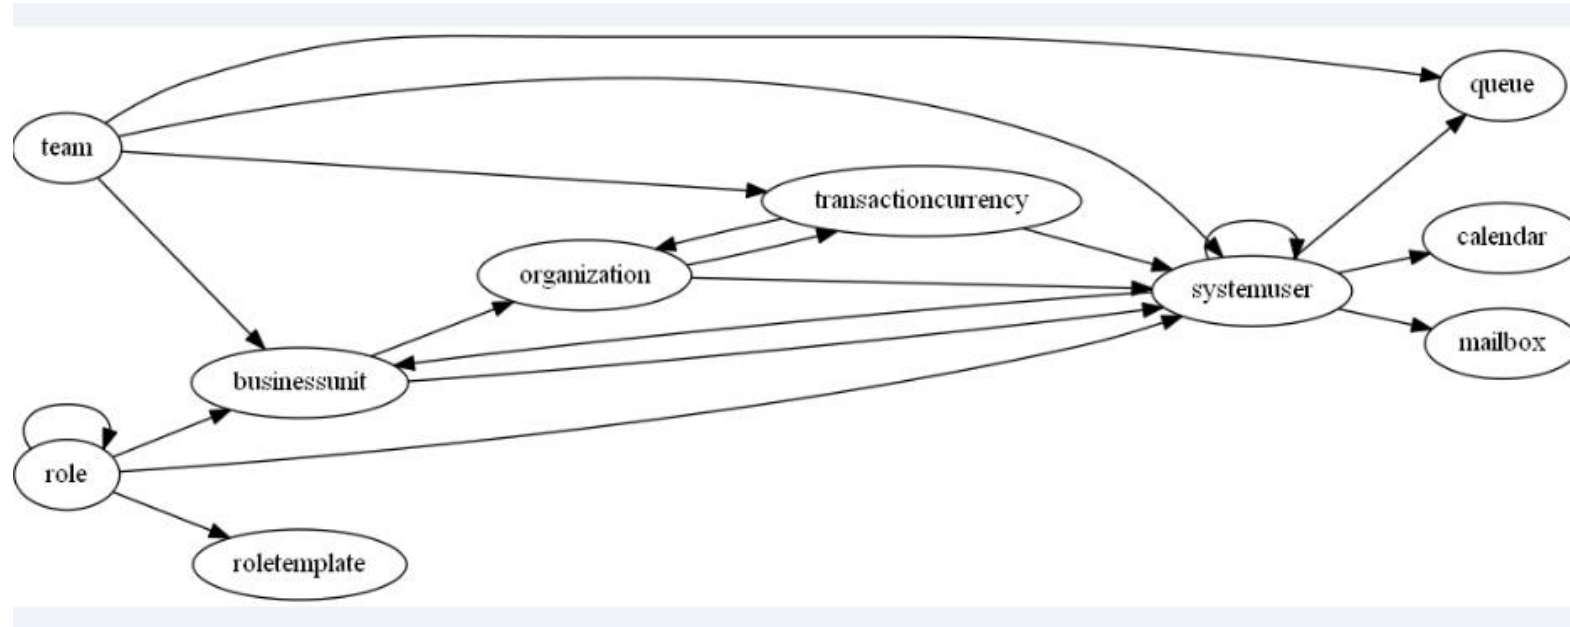 queue
team
transactioncurrency
calendar
organization
systemuser
mailbox
businessunit
role
roletemplate